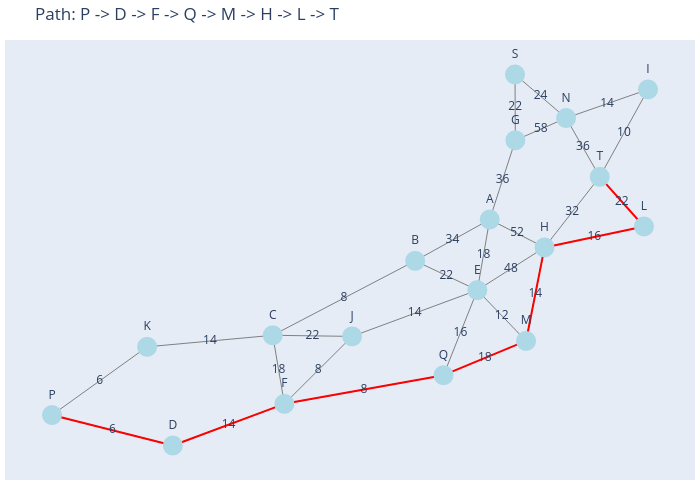 Path: P -> D -> F -> Q -> M -> H -> L -> T
S
I
24
N
22
14
G
58
10
36
T
36
22
L
A
32
52
H
16
34
B
18
48
E
22
8
14
14
12
C
22
J
M
K
14
16
18
8
Q
18
F
6
8
P
14
6
D